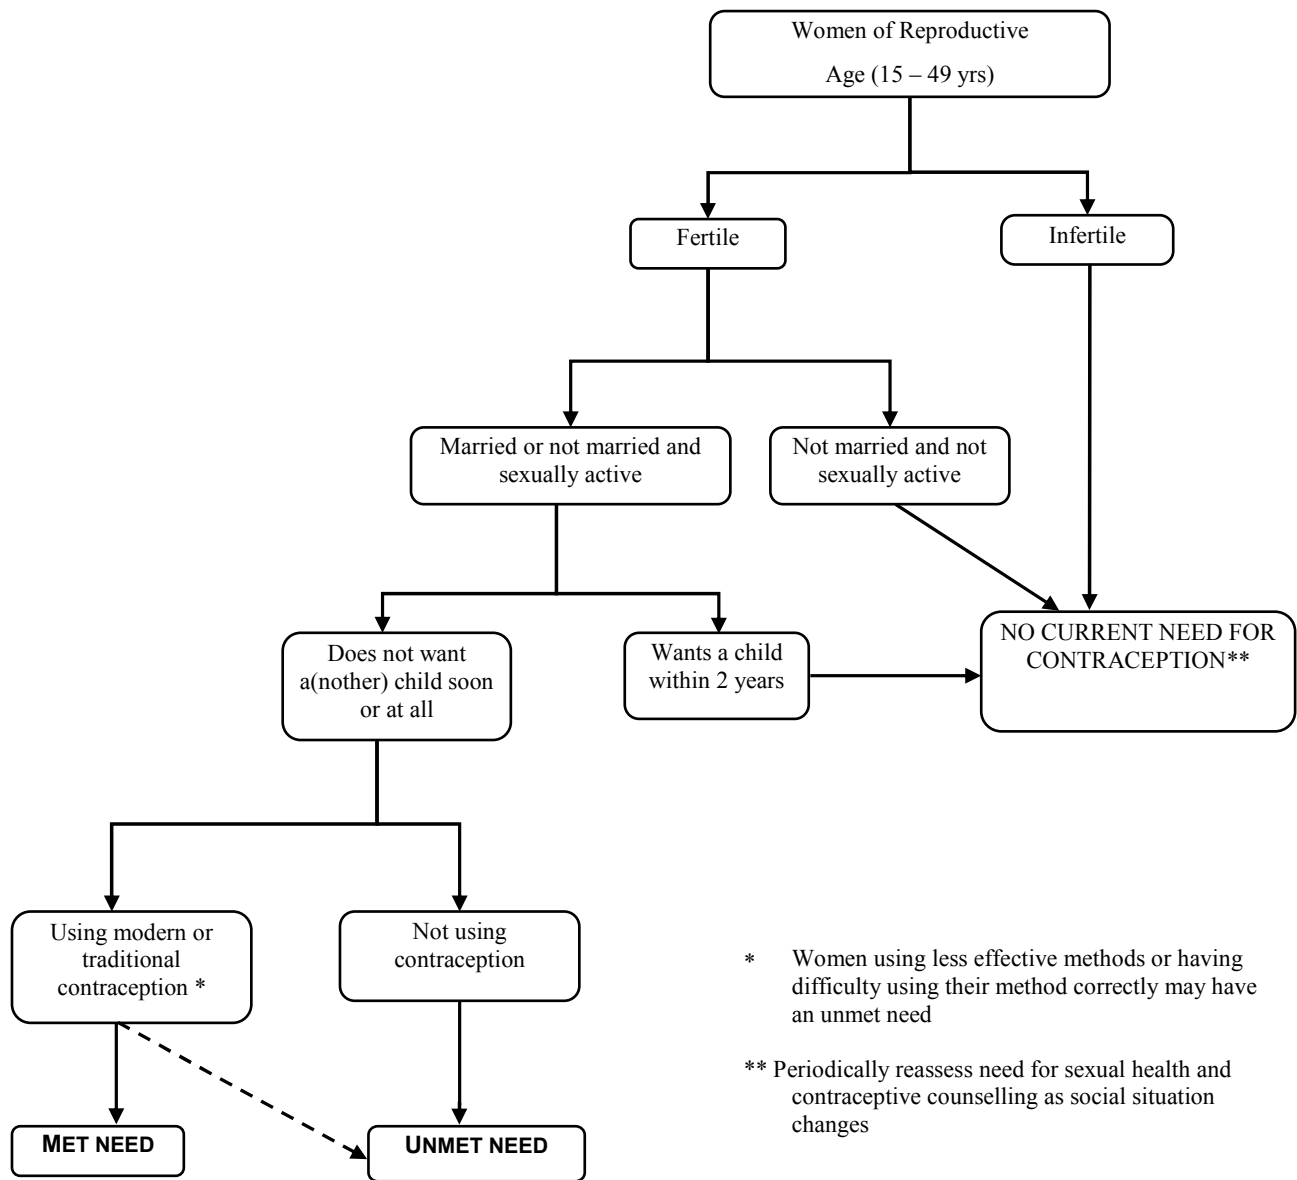 Women of Reproductive
Age (15 – 49 yrs)
Fertile
Infertile
Married or not married and
sexually active
Not married and not
sexually active
Does not want
a(nother) child soon
or at all
Wants a child
within 2 years
NO CURRENT NEED FOR
CONTRACEPTION**
Using modern or
traditional
contraception *
Not using
contraception
MET NEED
UNMET NEED
* Women using less effective methods or having
difficulty using their method correctly may have
an unmet need
** Periodically reassess need for sexual health and
contraceptive counselling as social situation
changes